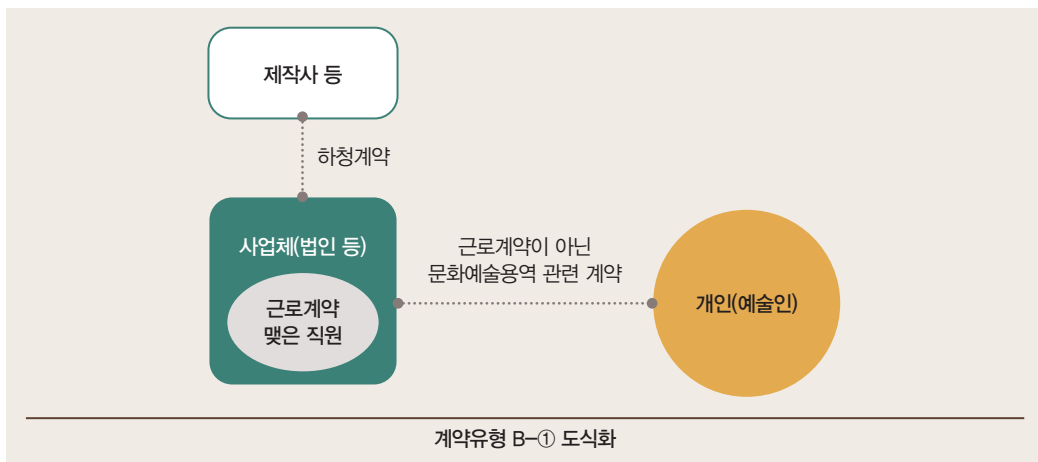 제작사 등
하청계약
사업체(법인 등)
근로계약
맺은 직원
근로계약이 아닌
문화예술용역 관련 계약
개인(예술인)
계약유형 B-① 도식화